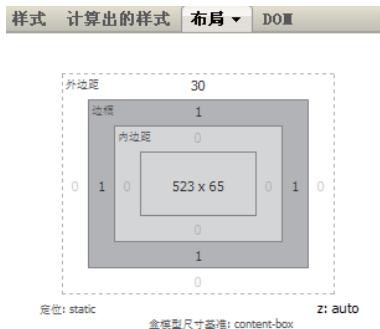 样式 计算出的样式 布局 ▼ DOM
外边距 30
边框 1
内边距 0
0 1 0 523 x 65 0 1 0
0
1
0
定位: static z: auto
盒模型尺寸基准: content-box